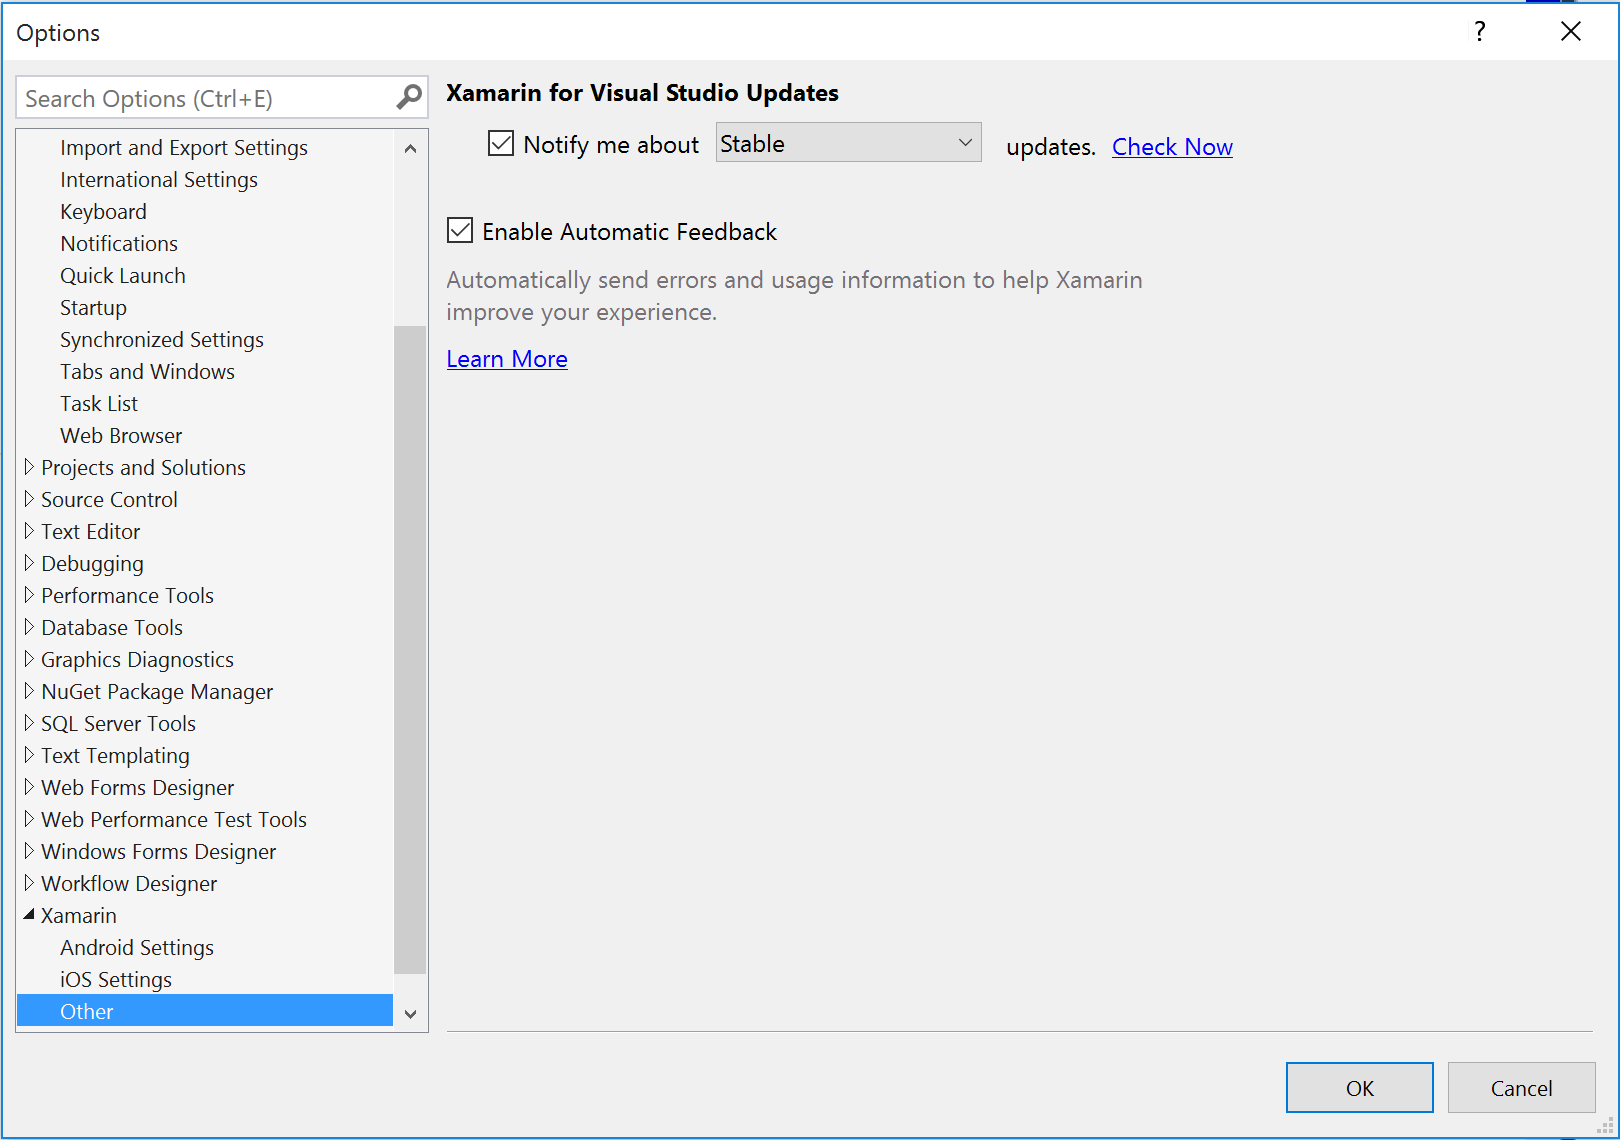 Options
?
Search Options (Ctrl+E)
Import and Export Settings
International Settings
Keyboard
Notifications
Quick Launch
Startup
Synchronized Settings
Tabs and Windows
Task List
Web Browser
Projects and Solutions
Source Control
Text Editor
Debugging
Performance Tools
Database Tools
Graphics Diagnostics
NuGet Package Manager
SQL Server Tools
Text Templating
Web Forms Designer
Web Performance Test Tools
Windows Forms Designer
Workflow Designer
Xamarin
Android Settings
iOS Settings
Other
Xamarin for Visual Studio Updates
Notify me about Stable updates. Check Now
Enable Automatic Feedback
Automatically send errors and usage information to help Xamarin
improve your experience.
Learn More
OK Cancel